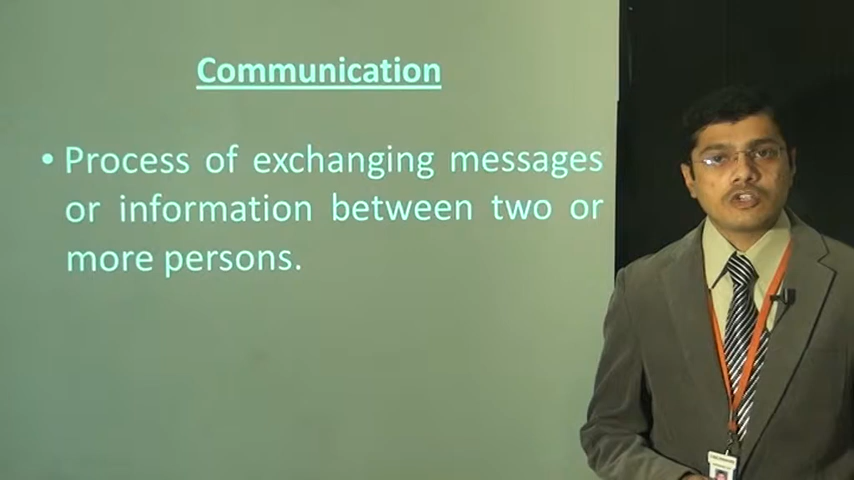 Communication
• Process of exchanging messages
or information between two or
more persons.